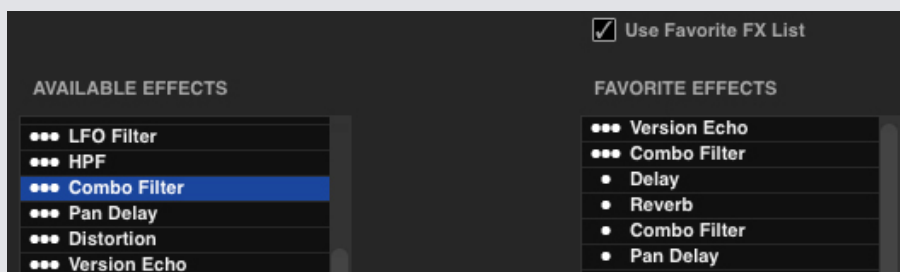 Use Favorite FX List
AVAILABLE EFFECTS
LFO Filter
HPF
Combo Filter
Pan Delay
Distortion
Version Echo
FAVORITE EFFECTS
Version Echo
Combo Filter
Delay
Reverb
Combo Filter
Pan Delay